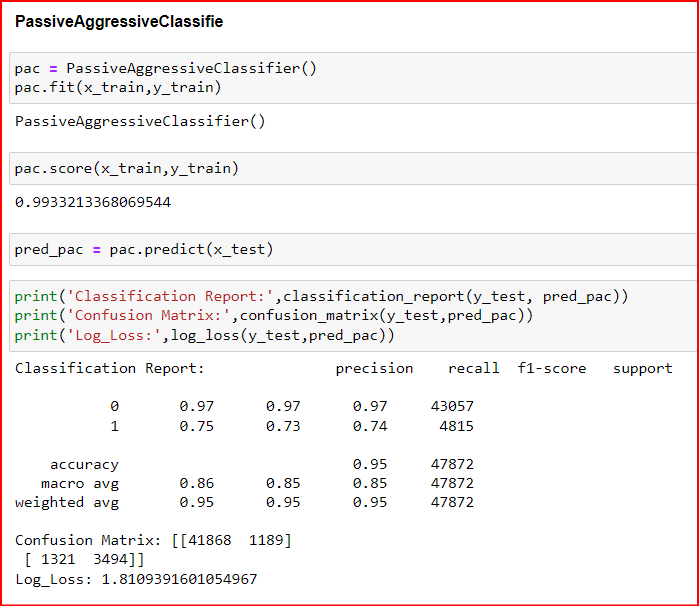 PassiveAggressiveClassifie
pac = PassiveAggressiveClassifier()
pac.fit(x_train,y_train)
PassiveAggressiveClassifier()
pac.score(x_train,y_train)
0.9933213368069544
pred_pac = pac.predict(x_test)
print('Classification Report:',classification_report(y_test, pred_pac))
print('Confusion Matrix:',confusion_matrix(y_test,pred_pac))
print('Log_Loss:',log_loss(y_test,pred_pac))
Classification Report:               precision    recall  f1-score   support
           0       0.97      0.97      0.97     43057
           1       0.75      0.73      0.74      4815
    accuracy                           0.95     47872
   macro avg       0.86      0.85      0.85     47872
weighted avg       0.95      0.95      0.95     47872
Confusion Matrix: [[41868  1189]
 [ 1321  3494]]
Log_Loss: 1.8109391601054967